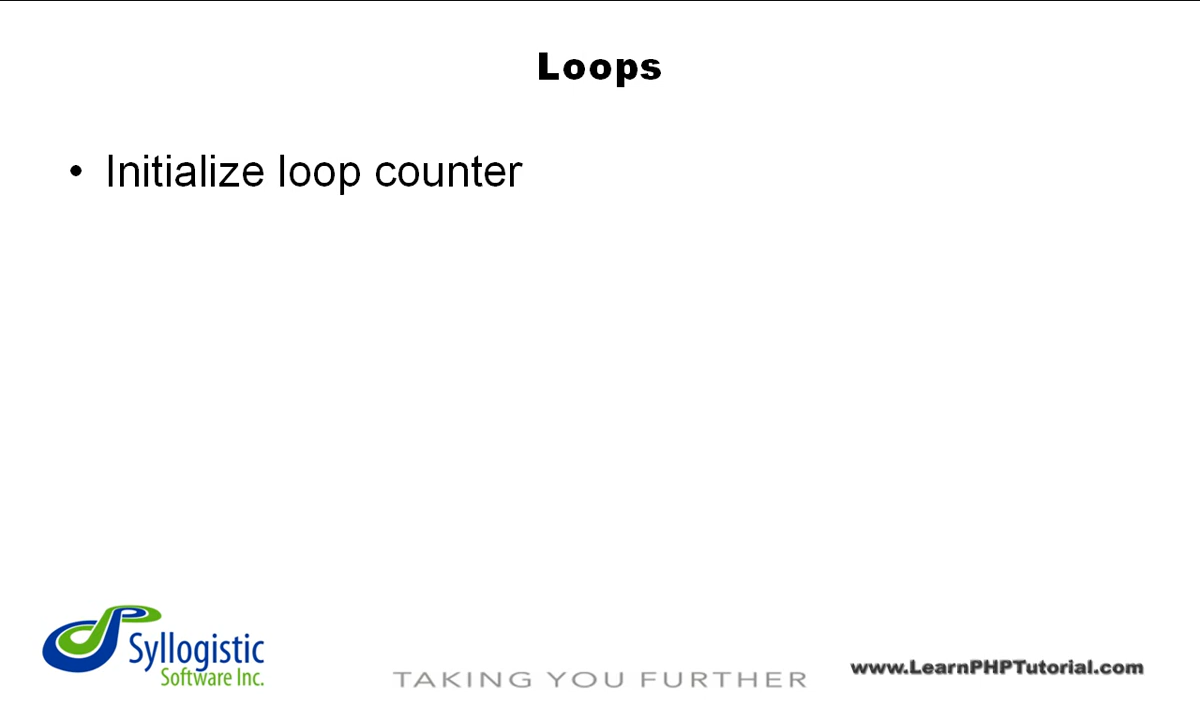 Loops
• Initialize loop counter
Syllogistic
Software Inc.
TAKING YOU FURTHER
www.LearnPHPTutorial.com